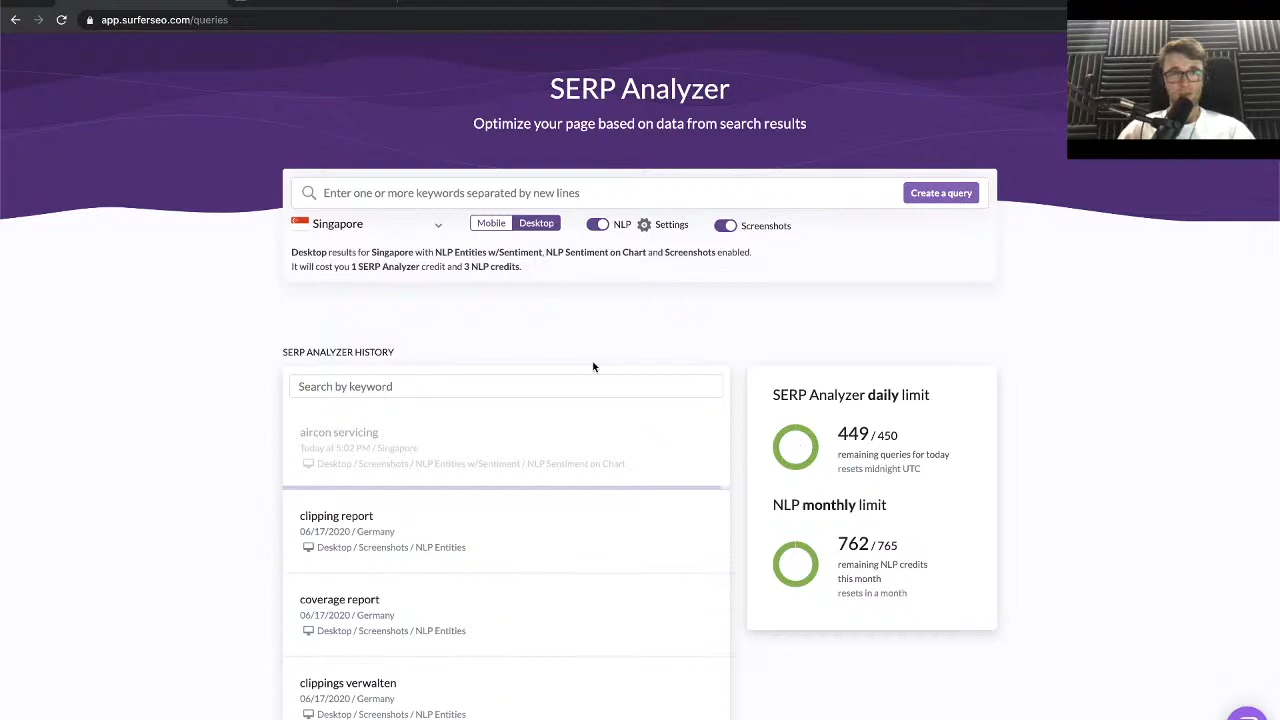 app.surferseo.com/queries
SERP Analyzer
Optimize your page based on data from search results
Enter one or more keywords separated by new lines
Create a query
Singapore
Mobile
Desktop
NLP
Settings
Screenshots
Desktop results for Singapore with NLP Entities w/Sentiment, NLP Sentiment on Chart and Screenshots enabled.
It will cost you 1 SERP Analyzer credit and 3 NLP credits.
SERP ANALYZER HISTORY
Search by keyword
aircon servicing
Today at 5:02 PM / Singapore
Desktop / Screenshots / NLP Entities w/Sentiment / NLP Sentiment on Chart
clipping report
06/17/2020 / Germany
Desktop / Screenshots / NLP Entities
coverage report
06/17/2020 / Germany
Desktop / Screenshots / NLP Entities
clippings verwalten
06/17/2020 / Germany
Desktop / Screenshots / NLP Entities
SERP Analyzer daily limit
449 / 450
remaining queries for today
resets midnight UTC
NLP monthly limit
762 / 765
remaining NLP credits
this month
resets in a month